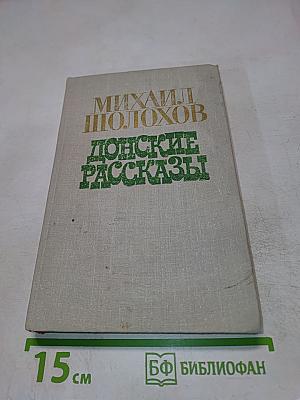 МИХАИЛ
ШОЛОХОВ
ДОНСКИЕ
РАССКАЗЫ
15 см
БФ БИБЛИОФАН